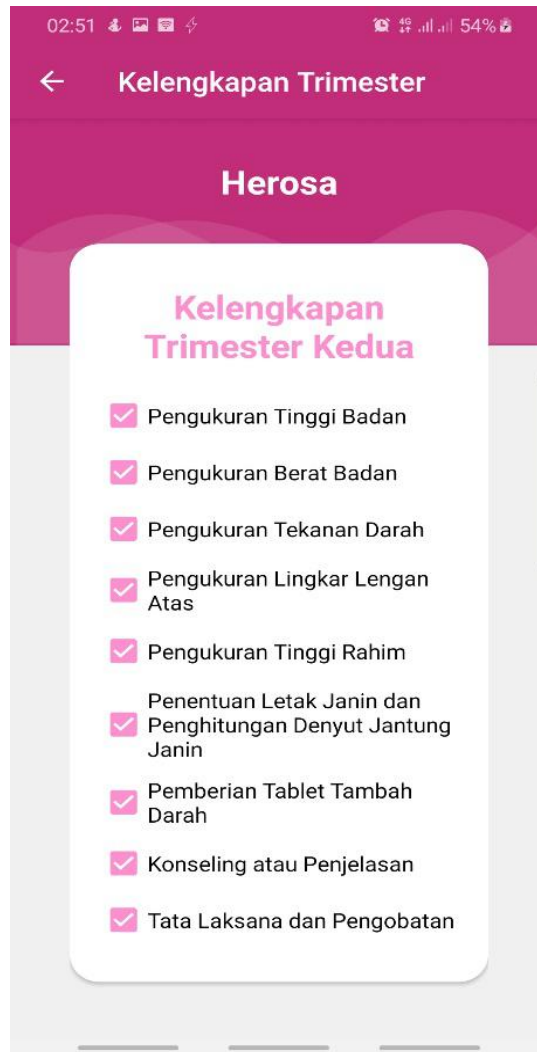 02:51 4G 54%
Kelengkapan Trimester
Herosa
Kelengkapan
Trimester Kedua
Pengukuran Tinggi Badan
Pengukuran Berat Badan
Pengukuran Tekanan Darah
Pengukuran Lingkar Lengan
Atas
Pengukuran Tinggi Rahim
Penentuan Letak Janin dan
Penghitungan Denyut Jantung
Janin
Pemberian Tablet Tambah
Darah
Konseling atau Penjelasan
Tata Laksana dan Pengobatan